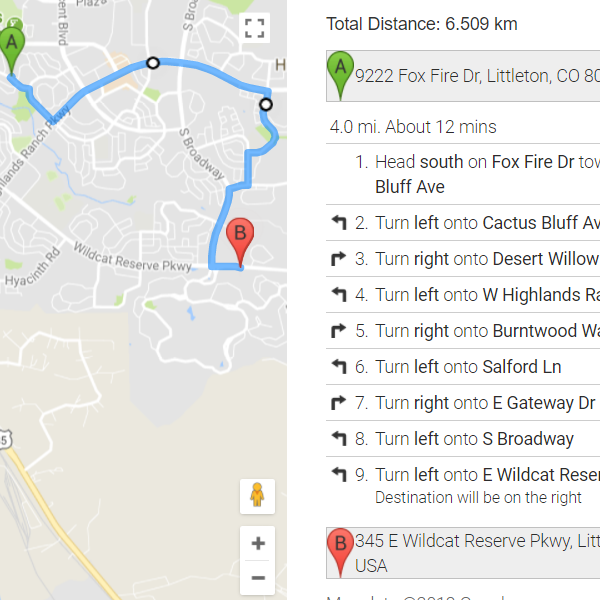 Plaza
S Br
ment Blvd
A
H
S Broadway
hlands Ranch Pkwy
B
Wildcat Reserve Pkwy
Hyacinth Rd
Total Distance: 6.509 km
A 9222 Fox Fire Dr, Littleton, CO 80
4.0 mi. About 12 mins
1. Head south on Fox Fire Dr tow
Bluff Ave
2. Turn left onto Cactus Bluff Av
3. Turn right onto Desert Willow
4. Turn left onto W Highlands Ra
5. Turn right onto Burntwood Wa
6. Turn left onto Salford Ln
7. Turn right onto E Gateway Dr
8. Turn left onto S Broadway
9. Turn left onto E Wildcat Reser
Destination will be on the right
B 345 E Wildcat Reserve Pkwy, Litt
USA